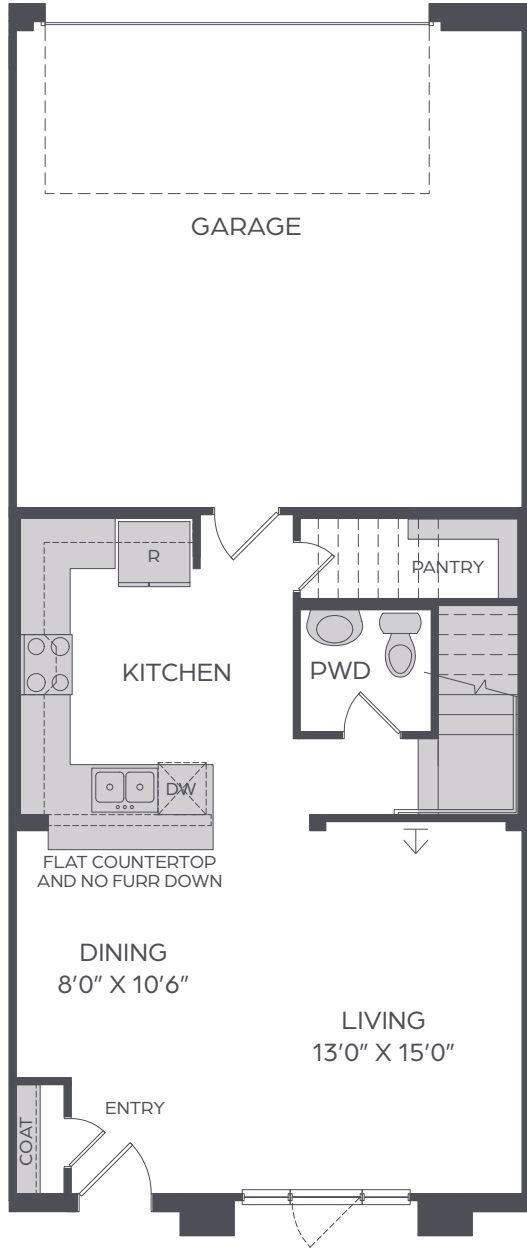 GARAGE
R
PANTRY
KITCHEN
PWD
DW
FLAT COUNTERTOP
AND NO FURR DOWN
DINING
8'0" X 10'6"
LIVING
13'0" X 15'0"
ENTRY
COAT